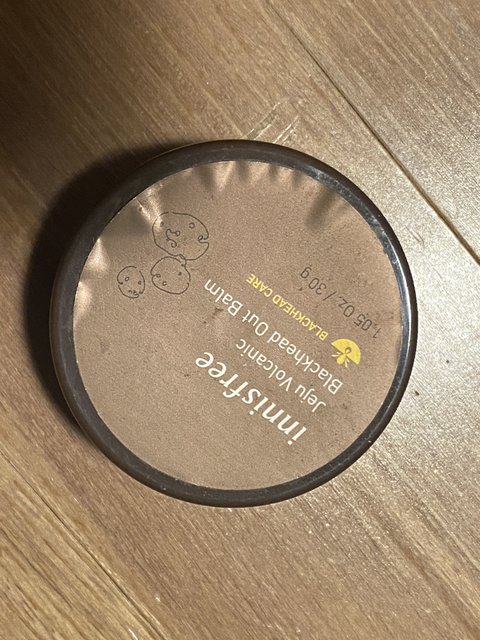 innisfree
Jeju Volcanic
Blackhead Out Balm
BLACKHEAD CARE
1.05 Oz / 30 g